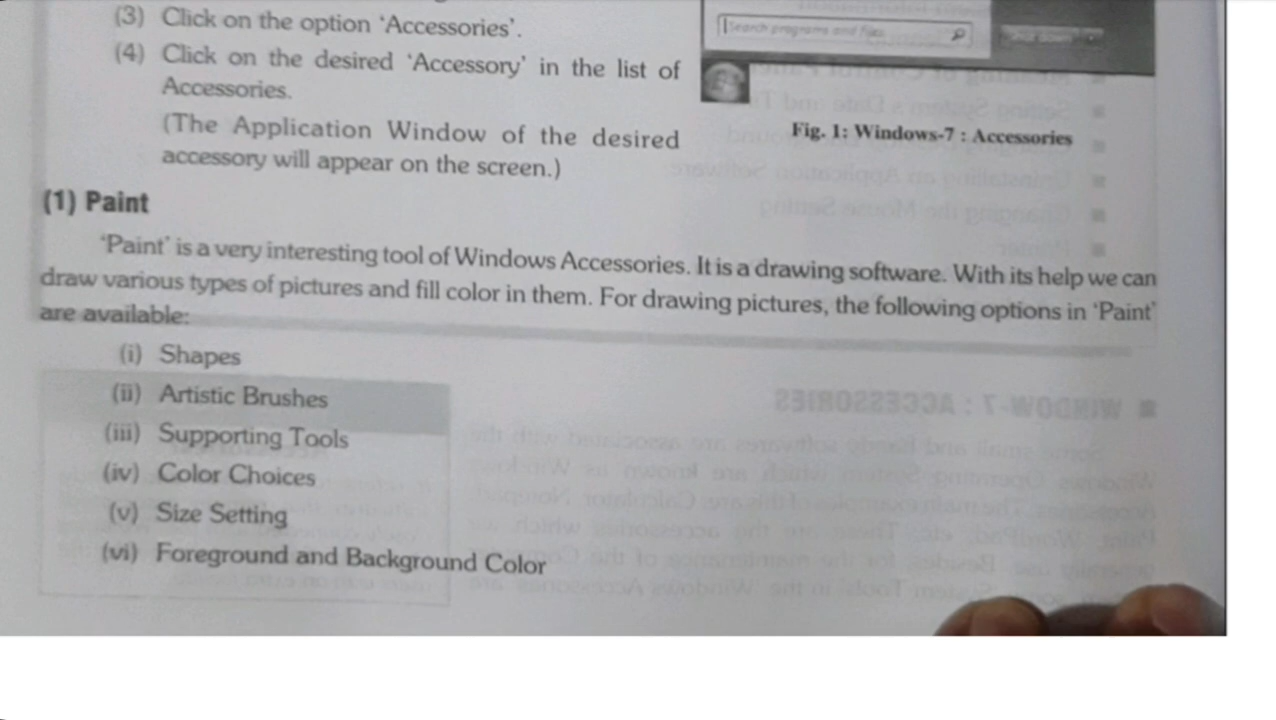 (3) Click on the option ‘Accessories’.
(4) Click on the desired ‘Accessory’ in the list of
Accessories.
(The Application Window of the desired
accessory will appear on the screen.)
Search programs and files
Fig. 1: Windows-7 : Accessories
(1) Paint
‘Paint’ is a very interesting tool of Windows Accessories. It is a drawing software. With its help we can
draw various types of pictures and fill color in them. For drawing pictures, the following options in ‘Paint’
are available:
(i) Shapes
(ii) Artistic Brushes
(iii) Supporting Tools
(iv) Color Choices
(v) Size Setting
(vi) Foreground and Background Color